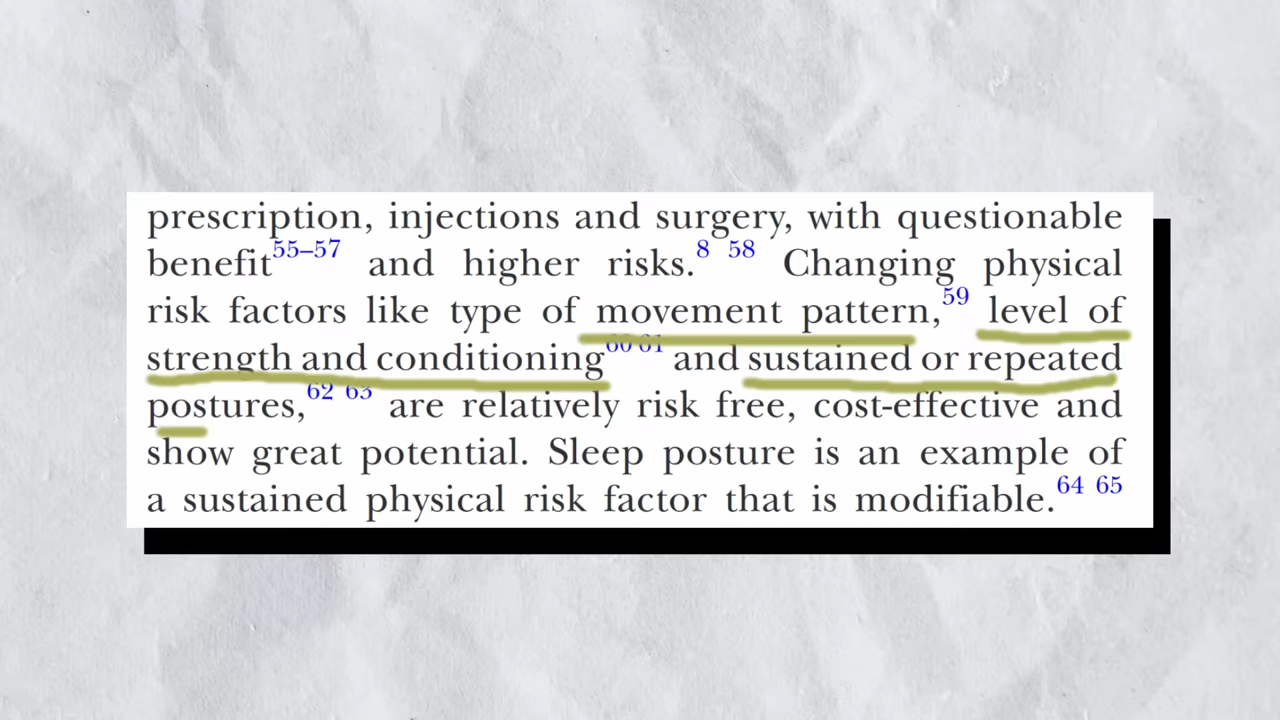 prescription, injections and surgery, with questionable
benefit55–57 and higher risks.8 58 Changing physical
risk factors like type of movement pattern,59 level of
strength and conditioning60 61 and sustained or repeated
postures,62 63 are relatively risk free, cost-effective and
show great potential. Sleep posture is an example of
a sustained physical risk factor that is modifiable.64 65